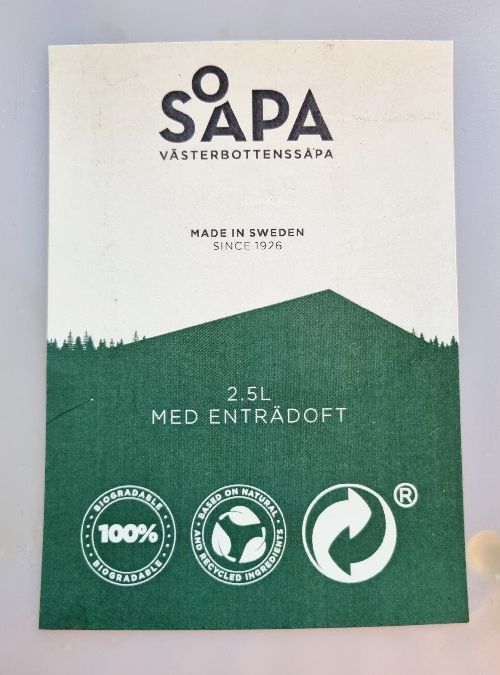 SÅPA
VÄSTERBOTTENSSÅPA
MADE IN SWEDEN
SINCE 1926
2.5L
MED ENTRÄDOFT
BIOGRADABLE
100%
BIOGRADABLE
BASED ON NATURAL
AND RECYCLED INGREDIENTS
®